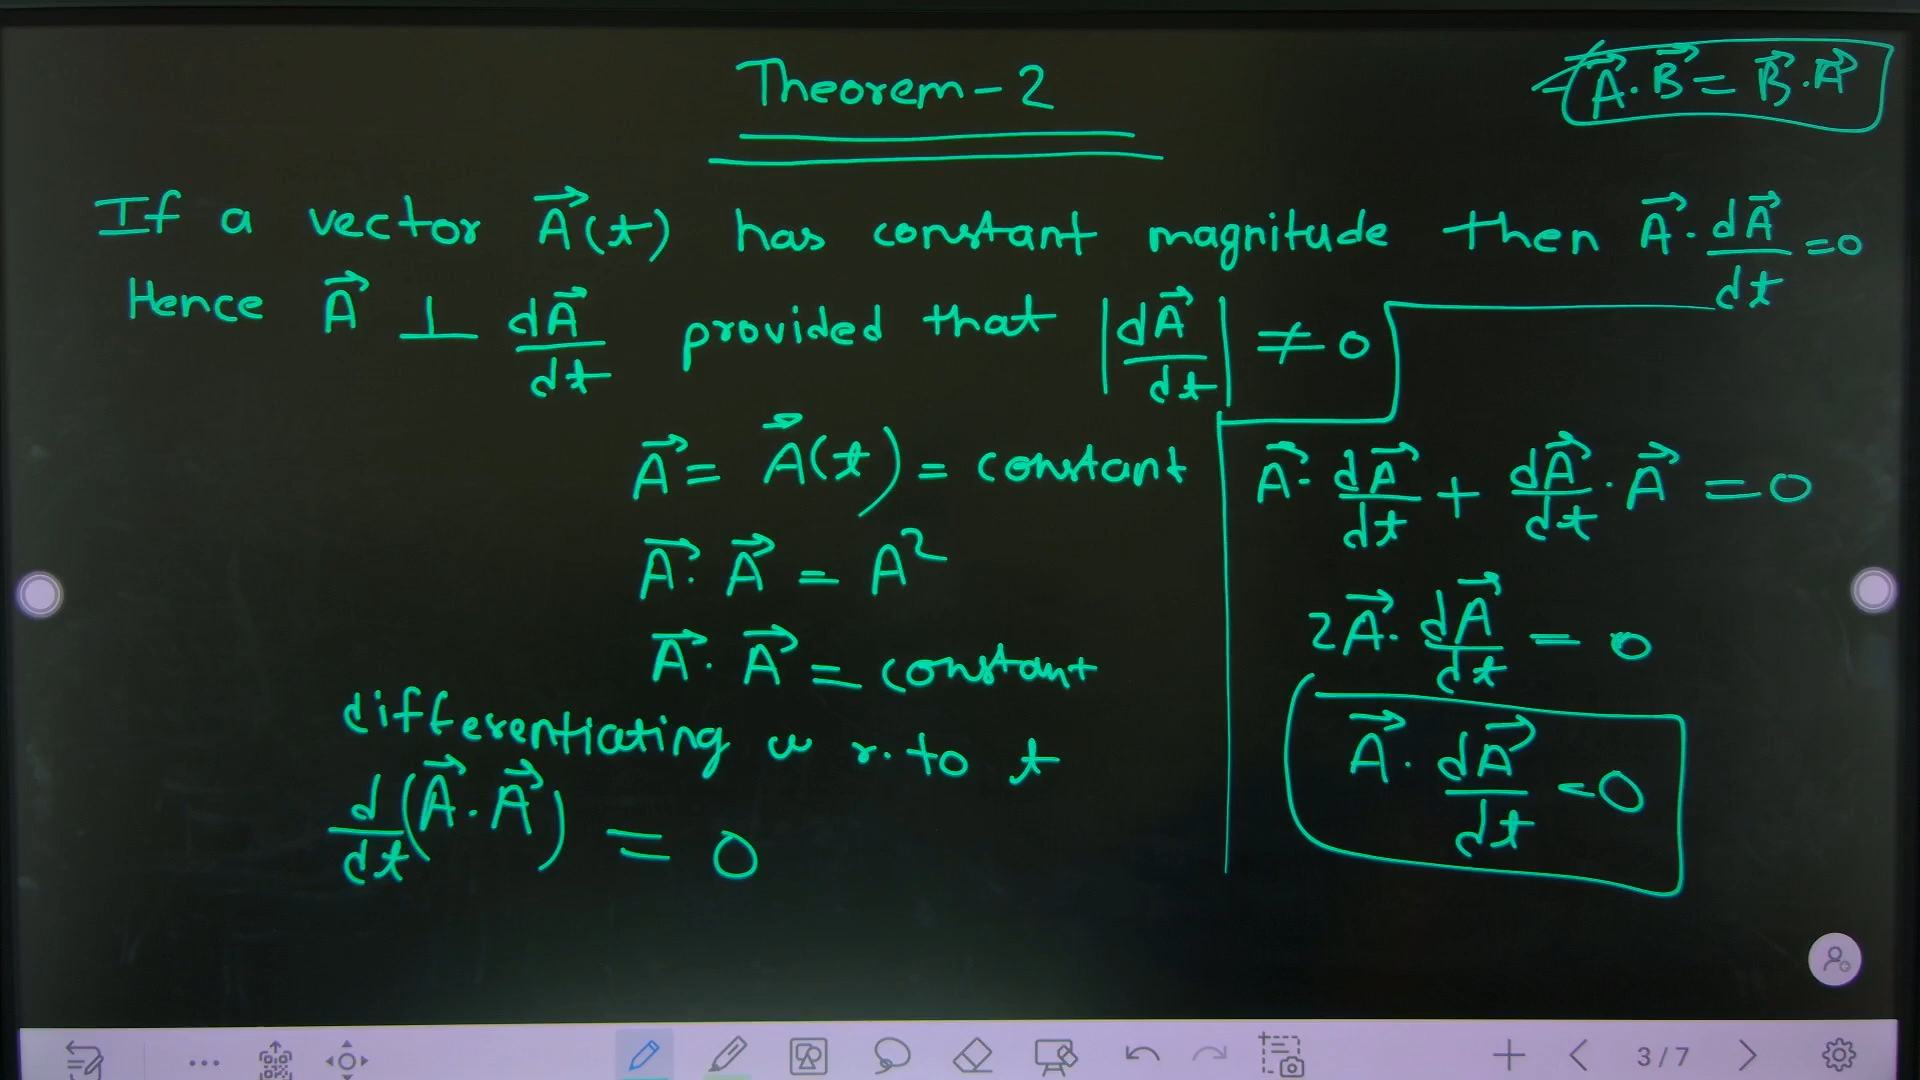 Theorem-2
A⃗·B⃗ = B⃗·A⃗
If a vector A⃗(t) has constant magnitude then A⃗·dA⃗/dt=0
Hence A⃗ ⊥ dA⃗/dt provided that |dA⃗/dt| ≠ 0
A⃗ = A⃗(t) = constant
A⃗·A⃗ = A²
A⃗·A⃗ = constant
differentiating w r.to t
d/dt(A⃗·A⃗) = 0
A⃗·dA⃗/dt + dA⃗/dt·A⃗ = 0
2A⃗·dA⃗/dt = 0
A⃗·dA⃗/dt = 0
3/7